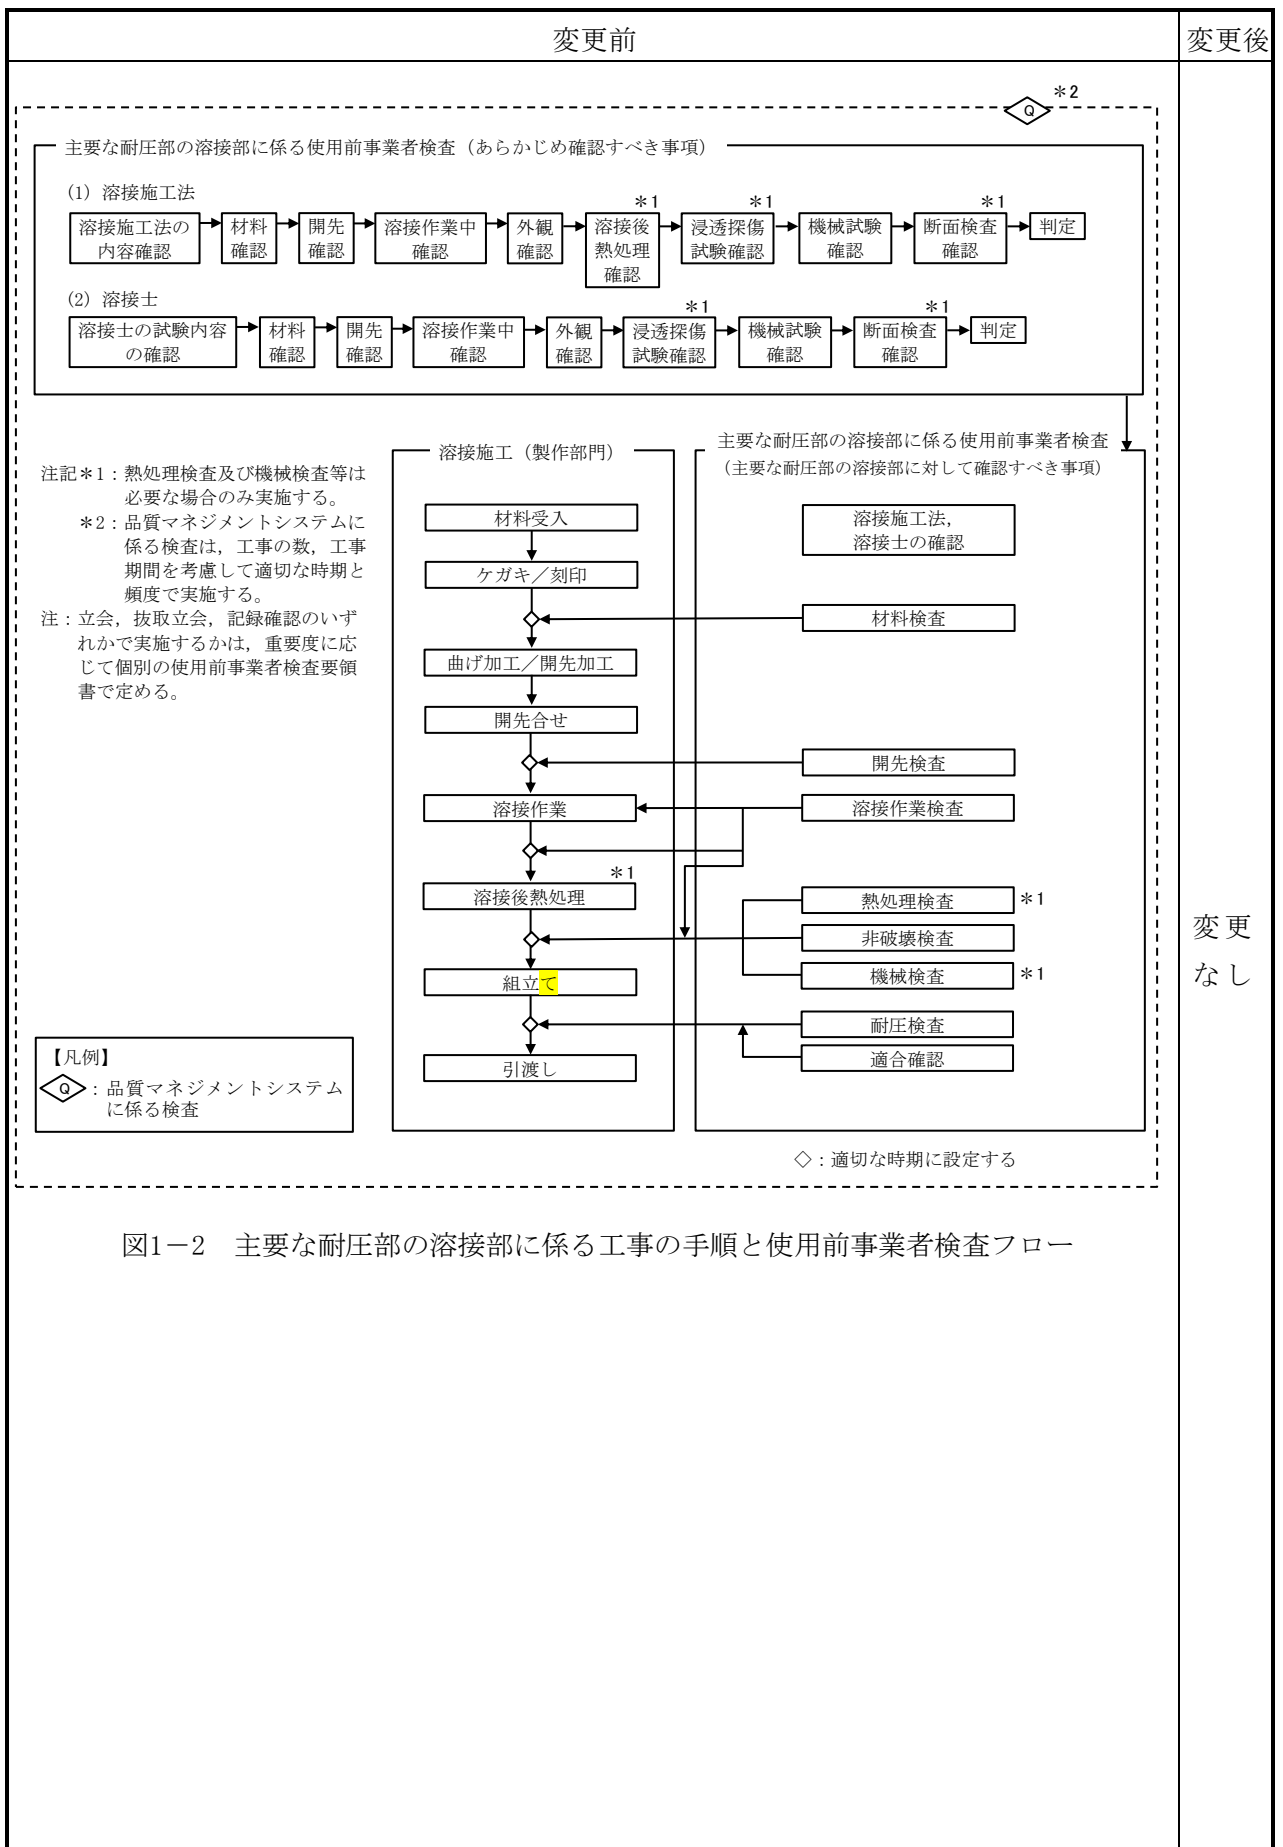 変更前
変更後
*2
Q
主要な耐圧部の溶接部に係る使用前事業者検査（あらかじめ確認すべき事項）
(1) 溶接施工法
*1
*1
*1
溶接施工法の
内容確認
材料
確認
開先
確認
溶接作業中
確認
外観
確認
溶接後
熱処理
確認
浸透探傷
試験確認
機械試験
確認
断面検査
確認
判定
(2) 溶接士
*1
*1
溶接士の試験内容
の確認
材料
確認
開先
確認
溶接作業中
確認
外観
確認
浸透探傷
試験確認
機械試験
確認
断面検査
確認
判定
注記*1：熱処理検査及び機械検査等は
必要な場合のみ実施する。
*2：品質マネジメントシステムに
係る検査は，工事の数，工事
期間を考慮して適切な時期と
頻度で実施する。
注：立会，抜取立会，記録確認のいず
れかで実施するかは，重要度に応
じて個別の使用前事業者検査要領
書で定める。
溶接施工（製作部門）
材料受入
ケガキ／刻印
曲げ加工／開先加工
開先合せ
溶接作業
*1
溶接後熱処理
組立て
引渡し
主要な耐圧部の溶接部に係る使用前事業者検査
（主要な耐圧部の溶接部に対して確認すべき事項）
溶接施工法，
溶接士の確認
材料検査
開先検査
溶接作業検査
熱処理検査 *1
非破壊検査
機械検査 *1
耐圧検査
適合確認
変更
なし
【凡例】
Q：品質マネジメントシステム
に係る検査
◇：適切な時期に設定する
図1－2　主要な耐圧部の溶接部に係る工事の手順と使用前事業者検査フロー